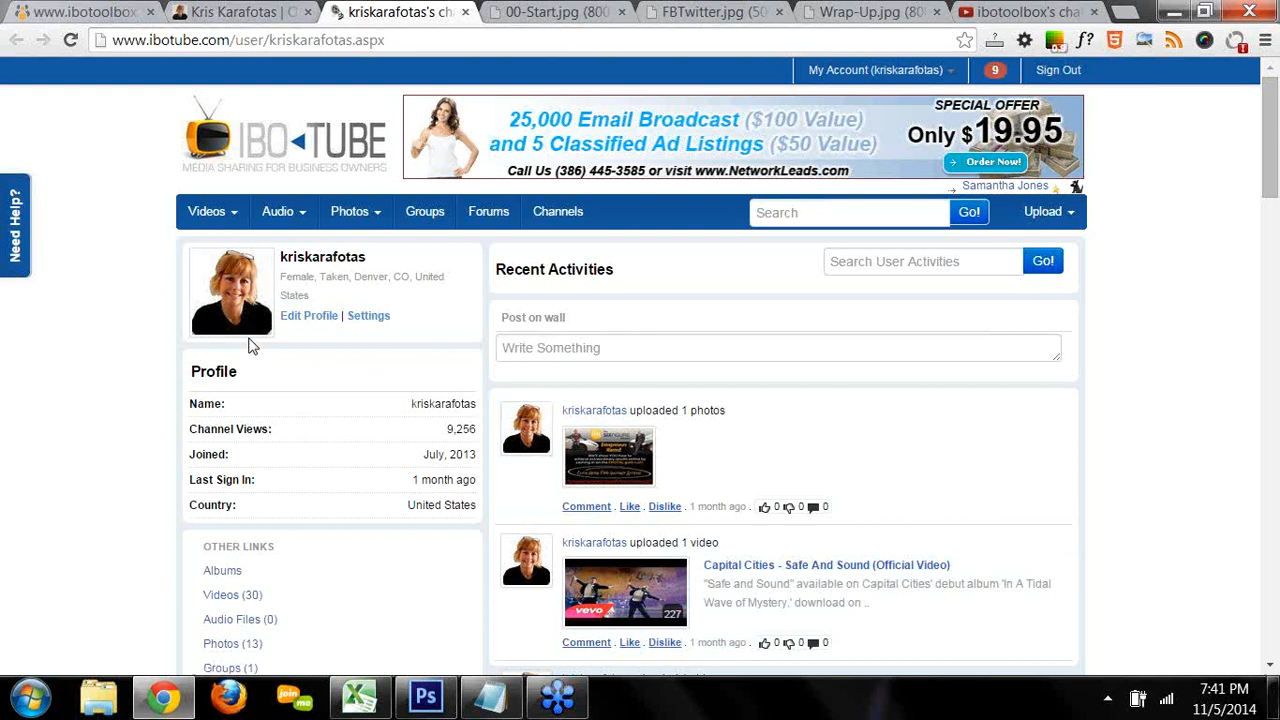 www.ibotoolbox
Kris Karafotas | O
kriskarafotas's cha
00-Start.jpg (800
FBTwitter.jpg (50
Wrap-Up.jpg (80
ibotoolbox's cha
www.ibotube.com/user/kriskarafotas.aspx
f?
My Account (kriskarafotas)
9
Sign Out
IBO TUBE
MEDIA SHARING FOR BUSINESS OWNERS
25,000 Email Broadcast ($100 Value)
and 5 Classified Ad Listings ($50 Value)
Call Us (386) 445-3585 or visit www.NetworkLeads.com
SPECIAL OFFER
Only $19.95
Order Now!
Samantha Jones
Need Help?
Videos
Audio
Photos
Groups
Forums
Channels
Search
Go!
Upload
kriskarafotas
Female, Taken, Denver, CO, United
States
Edit Profile | Settings
Recent Activities
Search User Activities
Go!
Post on wall
Write Something
Profile
Name: kriskarafotas
Channel Views: 9,256
Joined: July, 2013
Last Sign In: 1 month ago
Country: United States
OTHER LINKS
Albums
Videos (30)
Audio Files (0)
Photos (13)
Groups (1)
kriskarafotas uploaded 1 photos
Comment . Like . Dislike . 1 month ago . 0 0 0
kriskarafotas uploaded 1 video
vevo
227
Capital Cities - Safe And Sound (Official Video)
"Safe and Sound" available on Capital Cities' debut album 'In A Tidal
Wave of Mystery.' download on ..
Comment . Like . Dislike . 1 month ago . 0 0 0
join
me
Ps
7:41 PM
11/5/2014